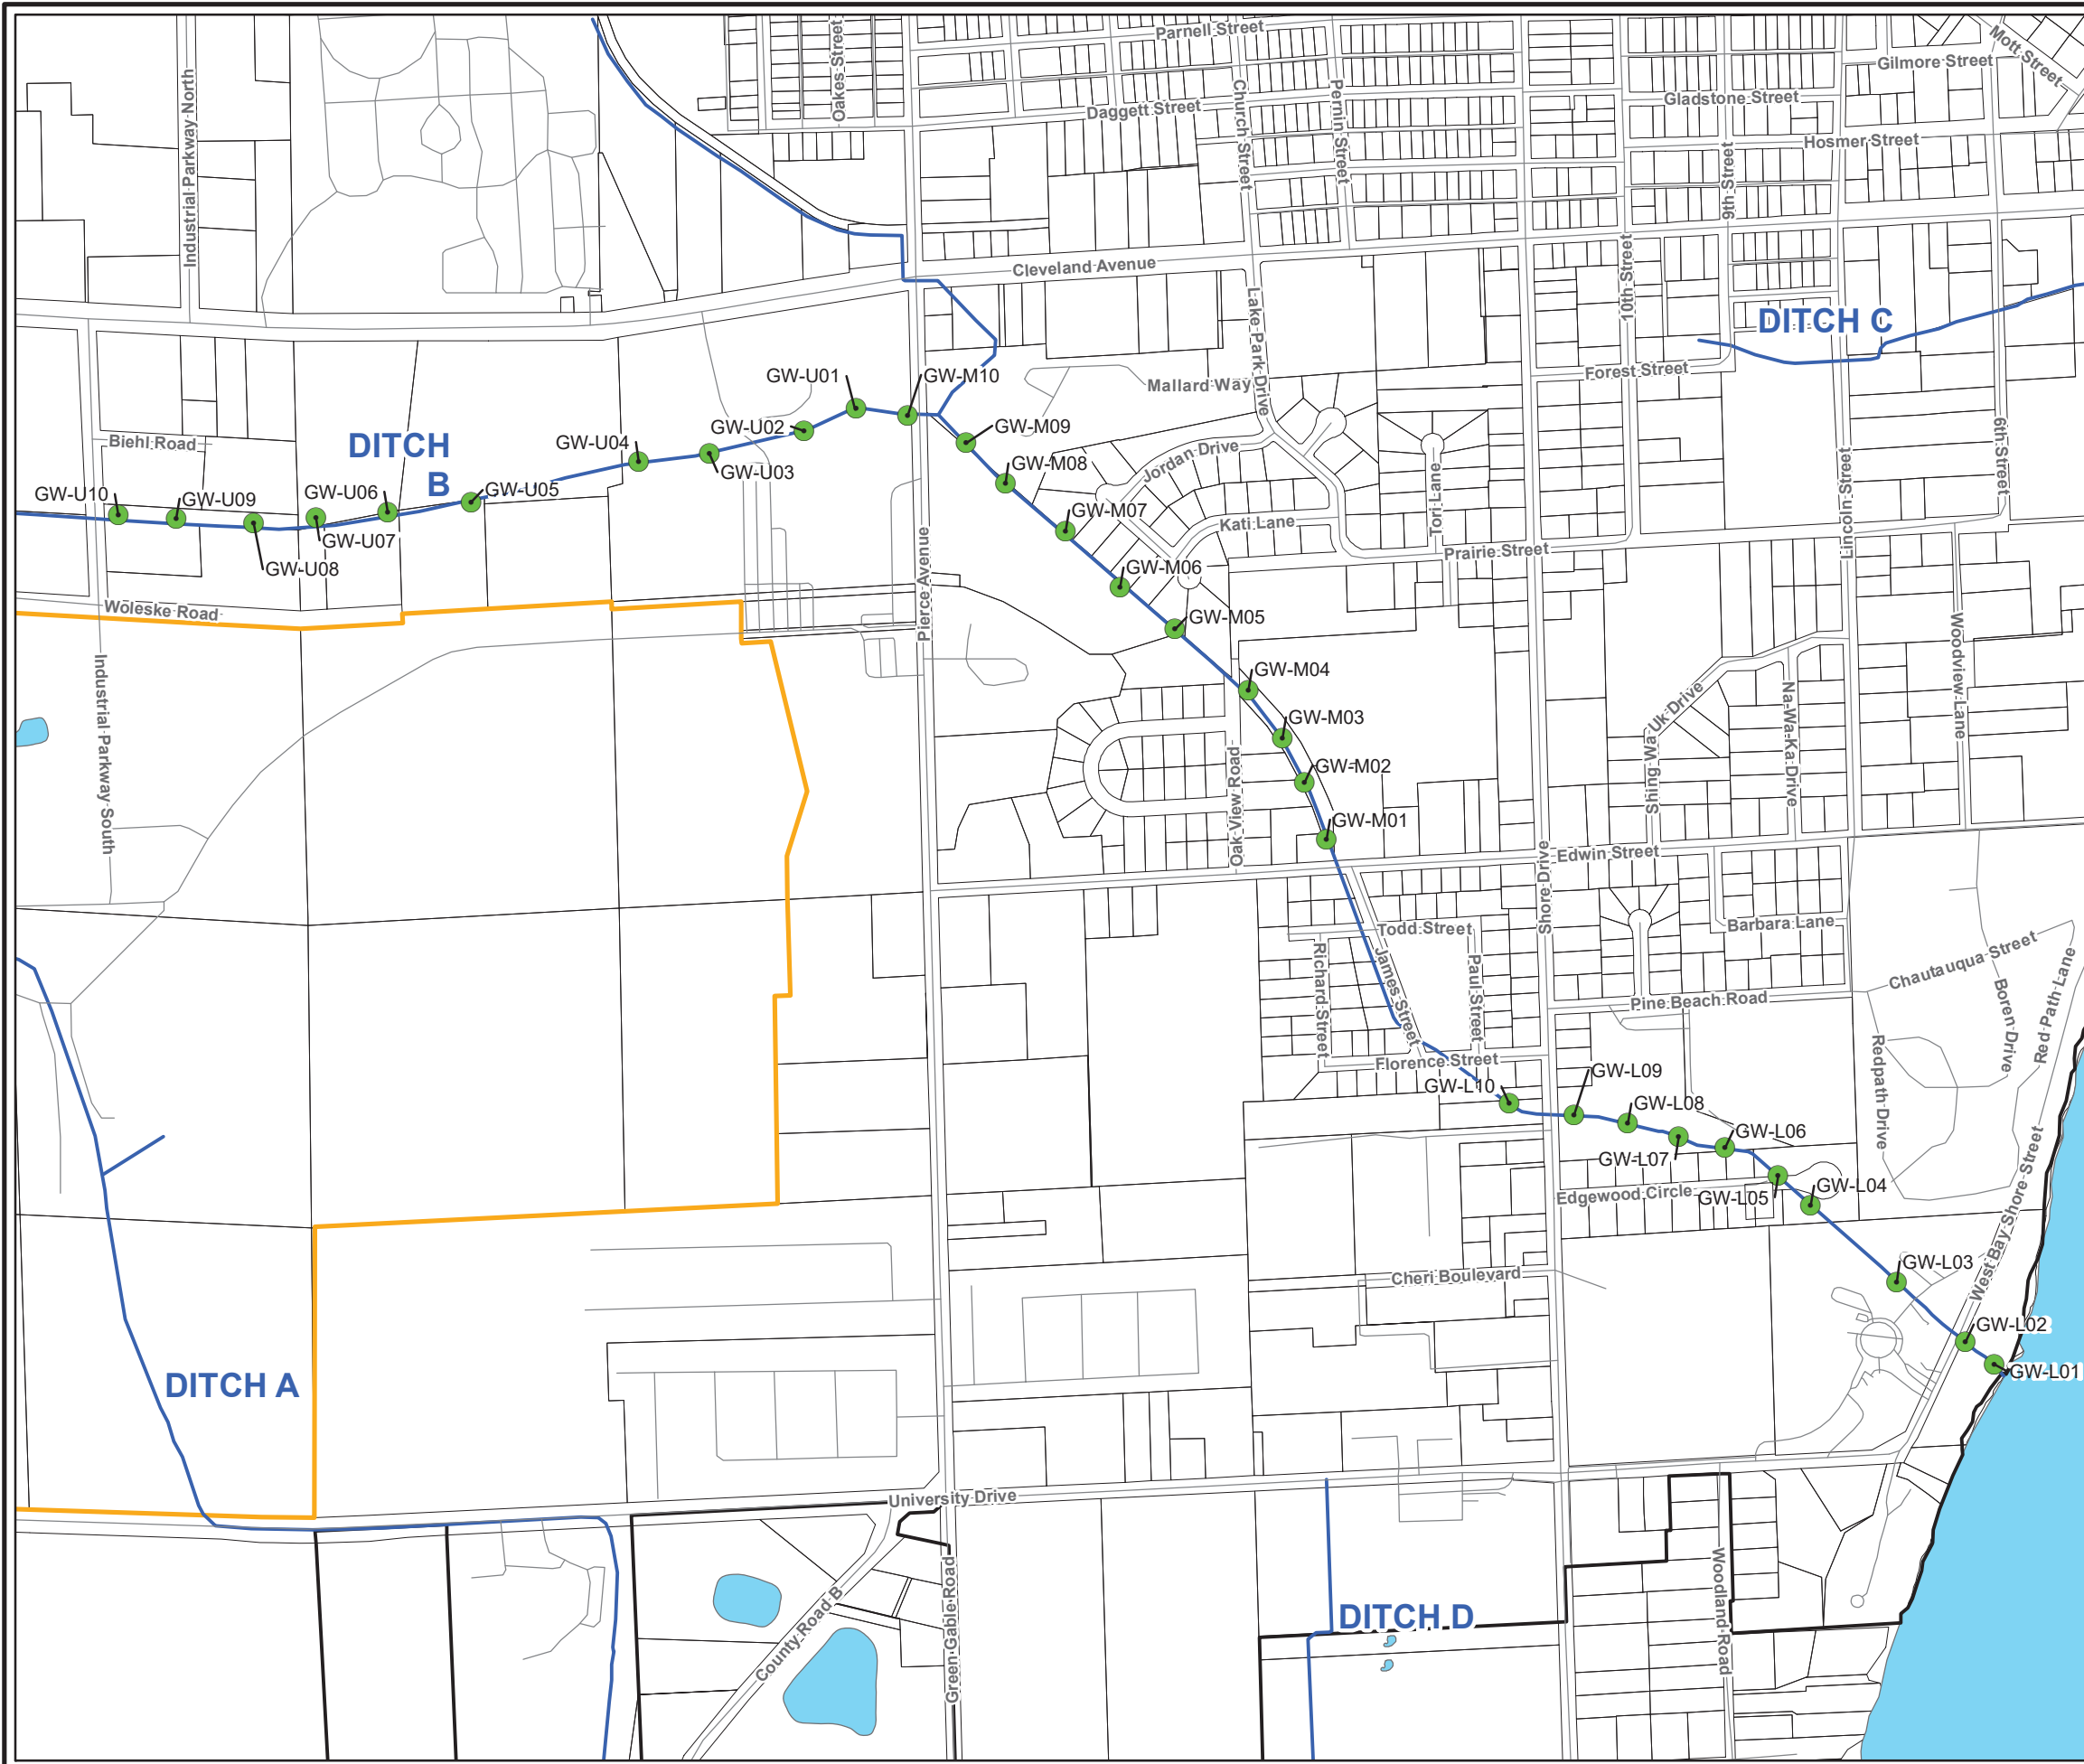 Parnell Street
Mott Street
Gilmore Street
Oakes Street
Industrial Parkway North
Daggett Street
Church Street
Pernin Street
Gladstone Street
Hosmer Street
9th Street
10th Street
Cleveland Avenue
Lake Park Drive
DITCH C
Forest Street
Mallard Way
GW-U01
GW-M10
GW-U02
GW-M09
GW-U04
GW-U03
GW-M08
Jordan Drive
Tori Lane
Lincoln Street
6th Street
Biehl Road
DITCH
B
GW-U10
GW-U09
GW-U06
GW-U05
GW-U07
GW-U08
GW-M07
Kati Lane
Prairie Street
Pierce Avenue
GW-M06
Woleske Road
GW-M05
Woodview Lane
GW-M04
Industrial Parkway South
GW-M03
Shing Wa Uk Drive
Na-Wa-Ka Drive
GW-M02
Oak View Road
GW-M01
Edwin Street
Shore Drive
Todd Street
Barbara Lane
Richard Street
James Street
Paul Street
Chautauqua Street
Boren Drive
Red Path Lane
Pine Beach Road
Redpath Drive
Florence Street
GW-L10
GW-L09
GW-L08
GW-L06
GW-L07
Edgewood Circle
GW-L05
GW-L04
West Bay Shore Street
GW-L03
Cheri Boulevard
GW-L02
GW-L01
DITCH A
University Drive
County Road B
Green Gable Road
DITCH D
Woodland Road